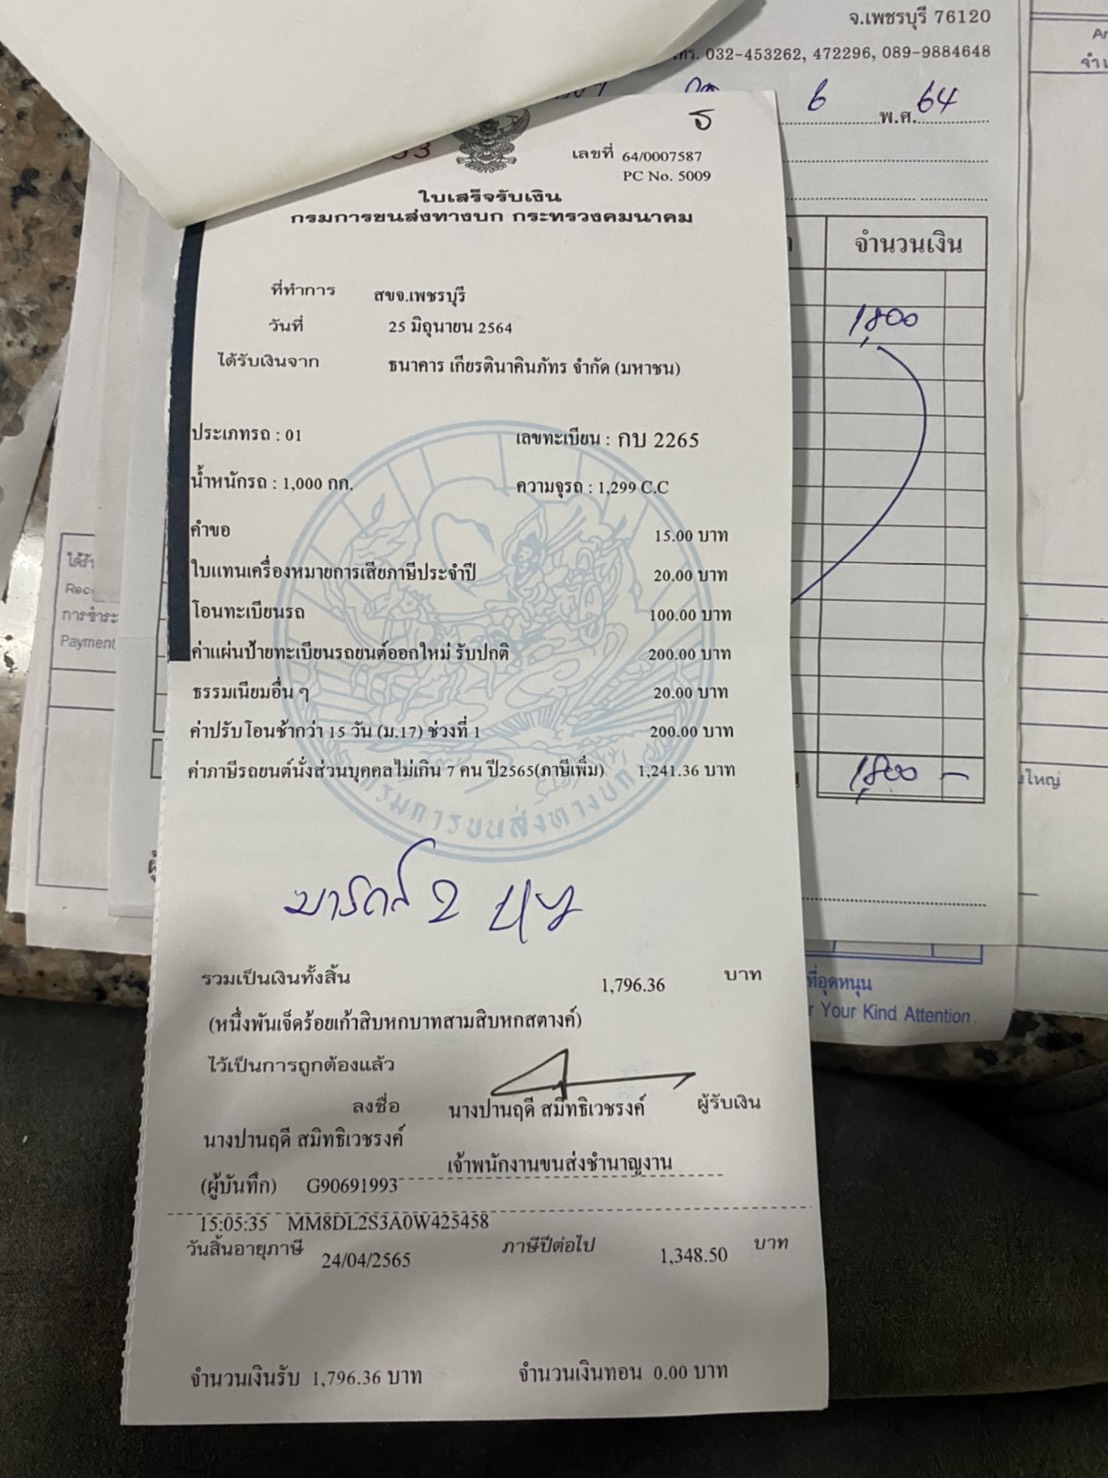 จ.เพชรบุรี 76120
โทร. 032-453262, 472296, 089-9884648
6 พ.ศ. 64
จำนวนเงิน
1,800
1,800 -
เลขที่ 64/0007587
PC No. 5009
ใบเสร็จรับเงิน
กรมการขนส่งทางบก กระทรวงคมนาคม
ที่ทำการ สขจ.เพชรบุรี
วันที่ 25 มิถุนายน 2564
ได้รับเงินจาก ธนาคาร เกียรตินาคินภัทร จำกัด (มหาชน)
ประเภทรถ : 01 เลขทะเบียน : กบ 2265
น้ำหนักรถ : 1,000 กก. ความจุรถ : 1,299 C.C
คำขอ 15.00 บาท
ใบแทนเครื่องหมายการเสียภาษีประจำปี 20.00 บาท
โอนทะเบียนรถ 100.00 บาท
ค่าแผ่นป้ายทะเบียนรถยนต์ออกใหม่ รับปกติ 200.00 บาท
ธรรมเนียมอื่น ๆ 20.00 บาท
ค่าปรับโอนช้ากว่า 15 วัน (ม.17) ช่วงที่ 1 200.00 บาท
ค่าภาษีรถยนต์นั่งส่วนบุคคลไม่เกิน 7 คน ปี2565(ภาษีเพิ่ม) 1,241.36 บาท
กรมการขนส่งทางบก
รวมเป็นเงินทั้งสิ้น 1,796.36 บาท
(หนึ่งพันเจ็ดร้อยเก้าสิบหกบาทสามสิบหกสตางค์)
ไว้เป็นการถูกต้องแล้ว
ลงชื่อ นางปานฤดี สมิทธิเวชรงค์ ผู้รับเงิน
นางปานฤดี สมิทธิเวชรงค์
เจ้าพนักงานขนส่งชำนาญงาน
(ผู้บันทึก) G90691993
15:05:35 MM8DL2S3A0W425458
วันสิ้นอายุภาษี 24/04/2565 ภาษีปีต่อไป 1,348.50 บาท
จำนวนเงินรับ 1,796.36 บาท จำนวนเงินทอน 0.00 บาท
Payment
ที่อุดหนุน
Your Kind Attention.